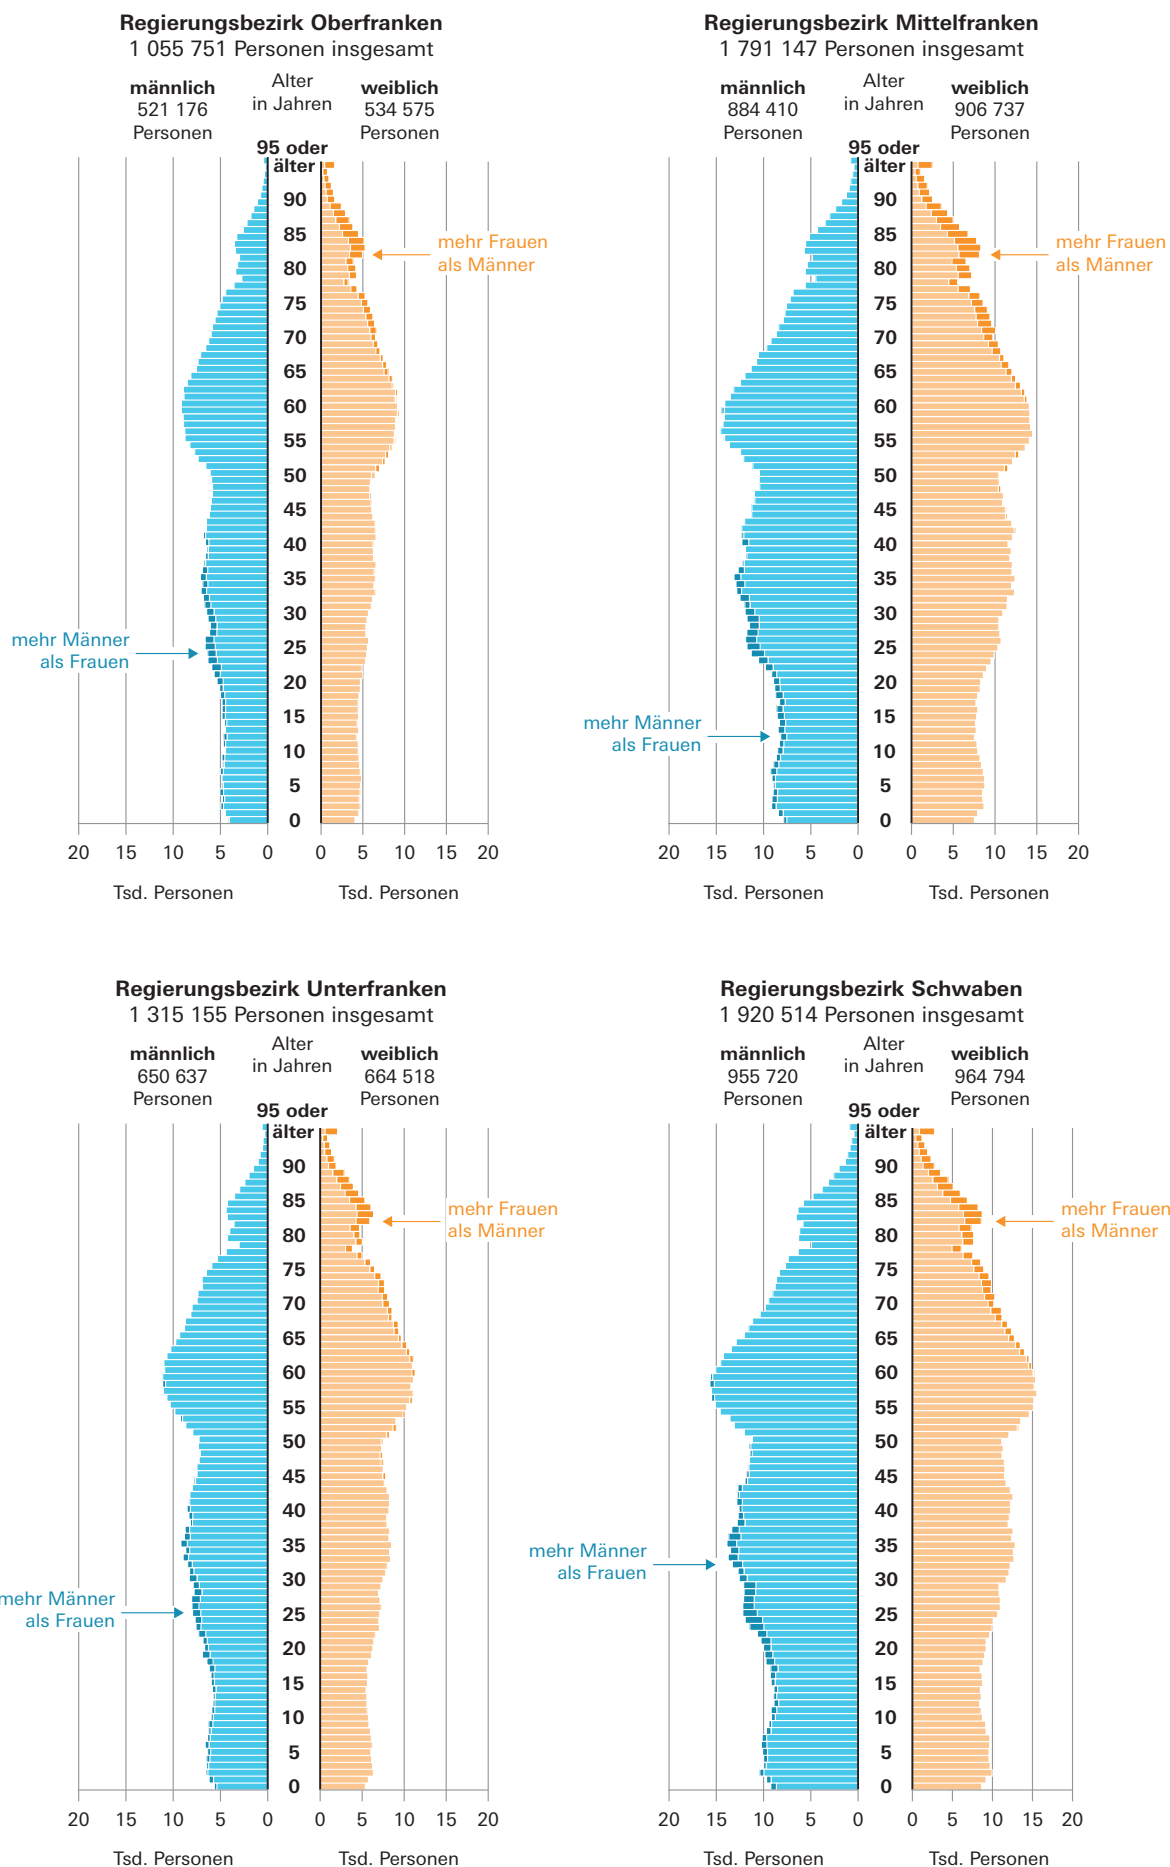 Regierungsbezirk Oberfranken
1 055 751 Personen insgesamt
männlich
521 176
Personen
Alter
in Jahren
weiblich
534 575
Personen
95 oder
älter
90
85
80
75
70
65
60
55
50
45
40
35
30
25
20
15
10
5
0
mehr Frauen
als Männer
mehr Männer
als Frauen
20 15 10 5 0 0 5 10 15 20
Tsd. Personen Tsd. Personen
Regierungsbezirk Mittelfranken
1 791 147 Personen insgesamt
männlich
884 410
Personen
Alter
in Jahren
weiblich
906 737
Personen
95 oder
älter
90
85
80
75
70
65
60
55
50
45
40
35
30
25
20
15
10
5
0
mehr Frauen
als Männer
mehr Männer
als Frauen
20 15 10 5 0 0 5 10 15 20
Tsd. Personen Tsd. Personen
Regierungsbezirk Unterfranken
1 315 155 Personen insgesamt
männlich
650 637
Personen
Alter
in Jahren
weiblich
664 518
Personen
95 oder
älter
90
85
80
75
70
65
60
55
50
45
40
35
30
25
20
15
10
5
0
mehr Frauen
als Männer
mehr Männer
als Frauen
20 15 10 5 0 0 5 10 15 20
Tsd. Personen Tsd. Personen
Regierungsbezirk Schwaben
1 920 514 Personen insgesamt
männlich
955 720
Personen
Alter
in Jahren
weiblich
964 794
Personen
95 oder
älter
90
85
80
75
70
65
60
55
50
45
40
35
30
25
20
15
10
5
0
mehr Frauen
als Männer
mehr Männer
als Frauen
20 15 10 5 0 0 5 10 15 20
Tsd. Personen Tsd. Personen